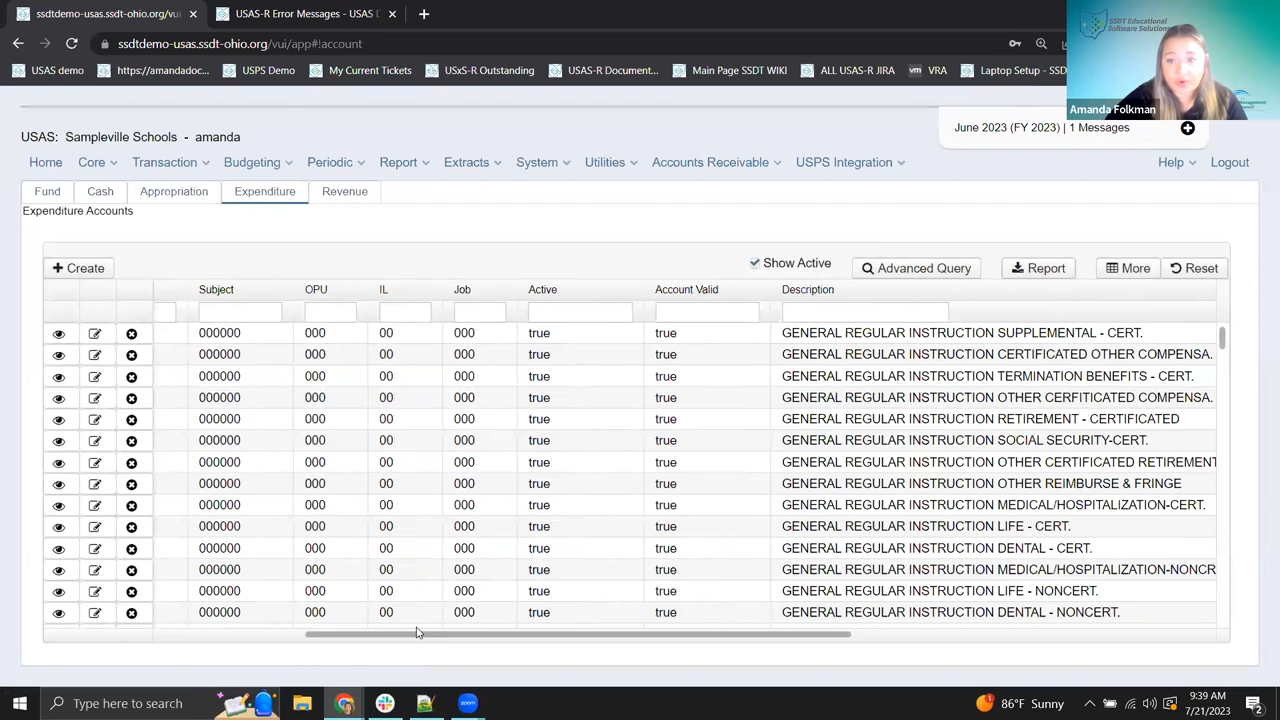 ssdtdemo-usas.ssdt-ohio.org/vui
USAS-R Error Messages - USAS D
ssdtdemo-usas.ssdt-ohio.org/vui/app#!account
USAS demo
https://amandadoc...
USPS Demo
My Current Tickets
USxS-R Outstanding
USAS-R Document...
Main Page SSDT WIKI
ALL USAS-R JIRA
vm
VRA
Laptop Setup - SSD
SSDT Educational
Software Solutions
Amanda Folkman
USAS: Sampleville Schools - amanda
June 2023 (FY 2023) | 1 Messages
Home Core Transaction Budgeting Periodic Report Extracts System Utilities Accounts Receivable USPS Integration Help Logout
Fund Cash Appropriation Expenditure Revenue
Expenditure Accounts
Create
Show Active
Advanced Query
Report
More
Reset
Subject OPU IL Job Active Account Valid Description
000000 000 00 000 true true GENERAL REGULAR INSTRUCTION SUPPLEMENTAL - CERT.
000000 000 00 000 true true GENERAL REGULAR INSTRUCTION CERTIFICATED OTHER COMPENSA.
000000 000 00 000 true true GENERAL REGULAR INSTRUCTION TERMINATION BENEFITS - CERT.
000000 000 00 000 true true GENERAL REGULAR INSTRUCTION OTHER CERFITICATED COMPENSA.
000000 000 00 000 true true GENERAL REGULAR INSTRUCTION RETIREMENT - CERTIFICATED
000000 000 00 000 true true GENERAL REGULAR INSTRUCTION SOCIAL SECURITY-CERT.
000000 000 00 000 true true GENERAL REGULAR INSTRUCTION OTHER CERTIFICATED RETIREMENT
000000 000 00 000 true true GENERAL REGULAR INSTRUCTION OTHER REIMBURSE & FRINGE
000000 000 00 000 true true GENERAL REGULAR INSTRUCTION MEDICAL/HOSPITALIZATION-CERT.
000000 000 00 000 true true GENERAL REGULAR INSTRUCTION LIFE - CERT.
000000 000 00 000 true true GENERAL REGULAR INSTRUCTION DENTAL - CERT.
000000 000 00 000 true true GENERAL REGULAR INSTRUCTION MEDICAL/HOSPITALIZATION-NONCR
000000 000 00 000 true true GENERAL REGULAR INSTRUCTION LIFE - NONCERT.
000000 000 00 000 true true GENERAL REGULAR INSTRUCTION DENTAL - NONCERT.
Type here to search
86°F Sunny
9:39 AM
7/21/2023
2